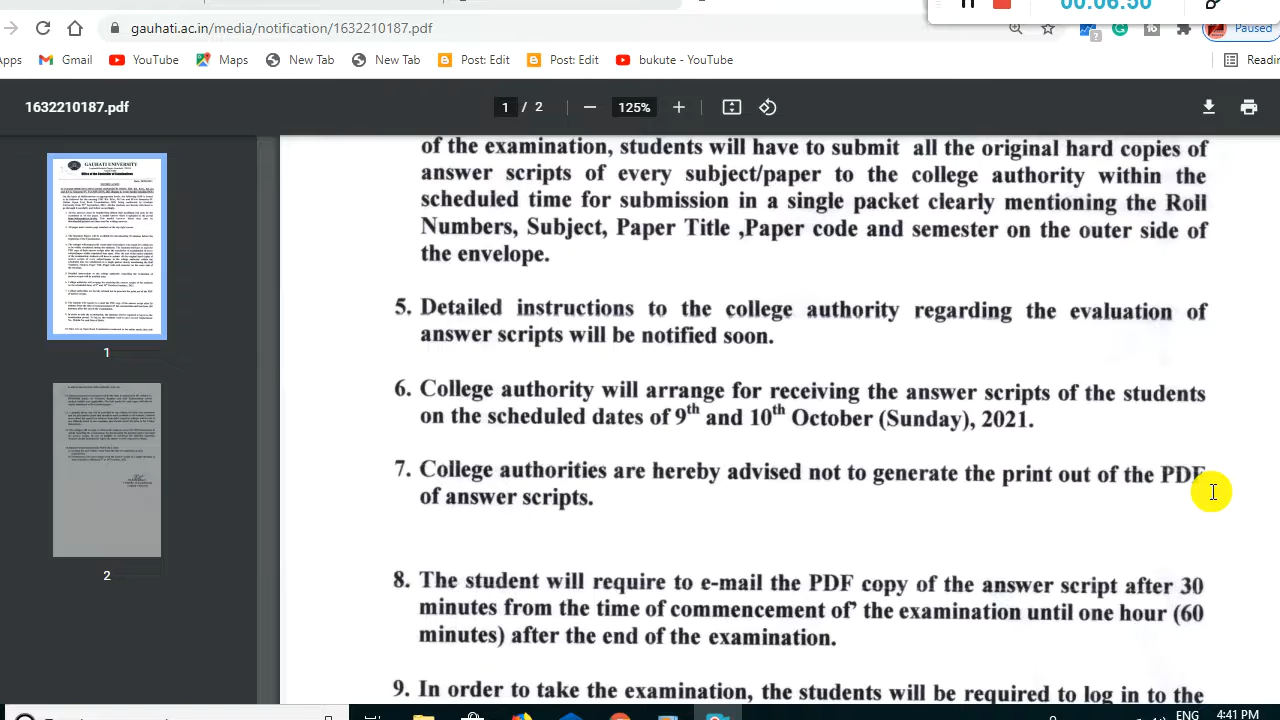 00:06:50
gauhati.ac.in/media/notification/1632210187.pdf
Paused
Apps Gmail YouTube Maps New Tab New Tab Post: Edit Post: Edit bukute - YouTube Readin
1632210187.pdf 1 / 2 125%
of the examination, students will have to submit all the original hard copies of
answer scripts of every subject/paper to the college authority within the
scheduled time for submission in a single packet clearly mentioning the Roll
Numbers, Subject, Paper Title ,Paper code and semester on the outer side of
the envelope.
5. Detailed instructions to the college authority regarding the evaluation of
answer scripts will be notified soon.
6. College authority will arrange for receiving the answer scripts of the students
on the scheduled dates of 9th and 10th October (Sunday), 2021.
7. College authorities are hereby advised not to generate the print out of the PDF
of answer scripts.
8. The student will require to e-mail the PDF copy of the answer script after 30
minutes from the time of commencement of' the examination until one hour (60
minutes) after the end of the examination.
9. In order to take the examination, the students will be required to log in to the
GAUHATI UNIVERSITY
1
2
ENG 4:41 PM